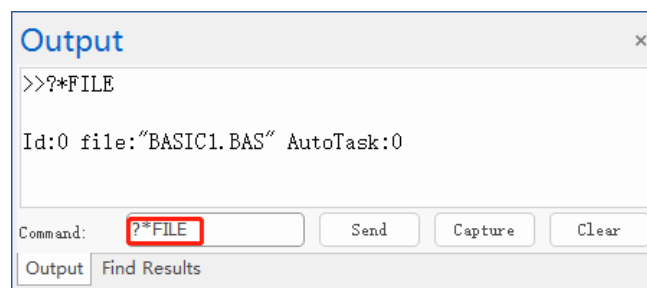 Output
×
>>?*FILE
Id:0 file:"BASIC1.BAS" AutoTask:0
Command: ?*FILE Send Capture Clear
Output Find Results